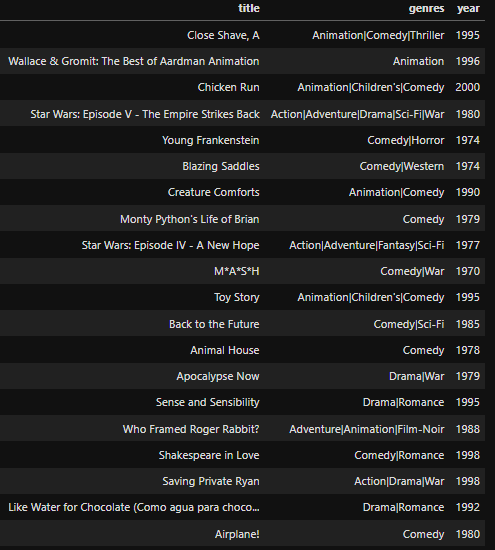 title genres year
Close Shave, A Animation|Comedy|Thriller 1995
Wallace & Gromit: The Best of Aardman Animation Animation 1996
Chicken Run Animation|Children's|Comedy 2000
Star Wars: Episode V - The Empire Strikes Back Action|Adventure|Drama|Sci-Fi|War 1980
Young Frankenstein Comedy|Horror 1974
Blazing Saddles Comedy|Western 1974
Creature Comforts Animation|Comedy 1990
Monty Python's Life of Brian Comedy 1979
Star Wars: Episode IV - A New Hope Action|Adventure|Fantasy|Sci-Fi 1977
M*A*S*H Comedy|War 1970
Toy Story Animation|Children's|Comedy 1995
Back to the Future Comedy|Sci-Fi 1985
Animal House Comedy 1978
Apocalypse Now Drama|War 1979
Sense and Sensibility Drama|Romance 1995
Who Framed Roger Rabbit? Adventure|Animation|Film-Noir 1988
Shakespeare in Love Comedy|Romance 1998
Saving Private Ryan Action|Drama|War 1998
Like Water for Chocolate (Como agua para choco... Drama|Romance 1992
Airplane! Comedy 1980